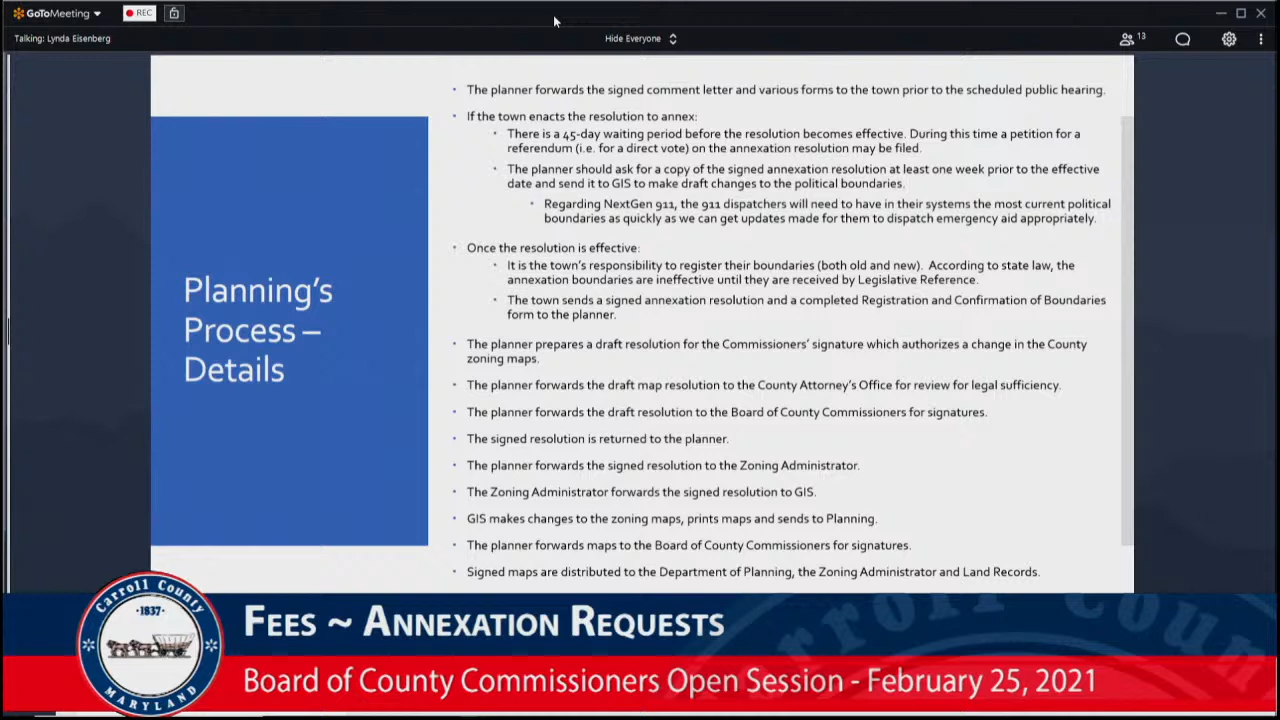 GoToMeeting
REC
Talking: Lynda Eisenberg
Hide Everyone
13
Planning's
Process –
Details
• The planner forwards the signed comment letter and various forms to the town prior to the scheduled public hearing.
• If the town enacts the resolution to annex:
• There is a 45-day waiting period before the resolution becomes effective. During this time a petition for a
referendum (i.e. for a direct vote) on the annexation resolution may be filed.
• The planner should ask for a copy of the signed annexation resolution at least one week prior to the effective
date and send it to GIS to make draft changes to the political boundaries.
• Regarding NextGen 911, the 911 dispatchers will need to have in their systems the most current political
boundaries as quickly as we can get updates made for them to dispatch emergency aid appropriately.
• Once the resolution is effective:
• It is the town's responsibility to register their boundaries (both old and new). According to state law, the
annexation boundaries are ineffective until they are received by Legislative Reference.
• The town sends a signed annexation resolution and a completed Registration and Confirmation of Boundaries
form to the planner.
• The planner prepares a draft resolution for the Commissioners' signature which authorizes a change in the County
zoning maps.
• The planner forwards the draft map resolution to the County Attorney's Office for review for legal sufficiency.
• The planner forwards the draft resolution to the Board of County Commissioners for signatures.
• The signed resolution is returned to the planner.
• The planner forwards the signed resolution to the Zoning Administrator.
• The Zoning Administrator forwards the signed resolution to GIS.
• GIS makes changes to the zoning maps, prints maps and sends to Planning.
• The planner forwards maps to the Board of County Commissioners for signatures.
• Signed maps are distributed to the Department of Planning, the Zoning Administrator and Land Records.
Carroll County
·1837·
MARYLAND
Carroll Coun
FEES ~ ANNEXATION REQUESTS
Board of County Commissioners Open Session - February 25, 2021